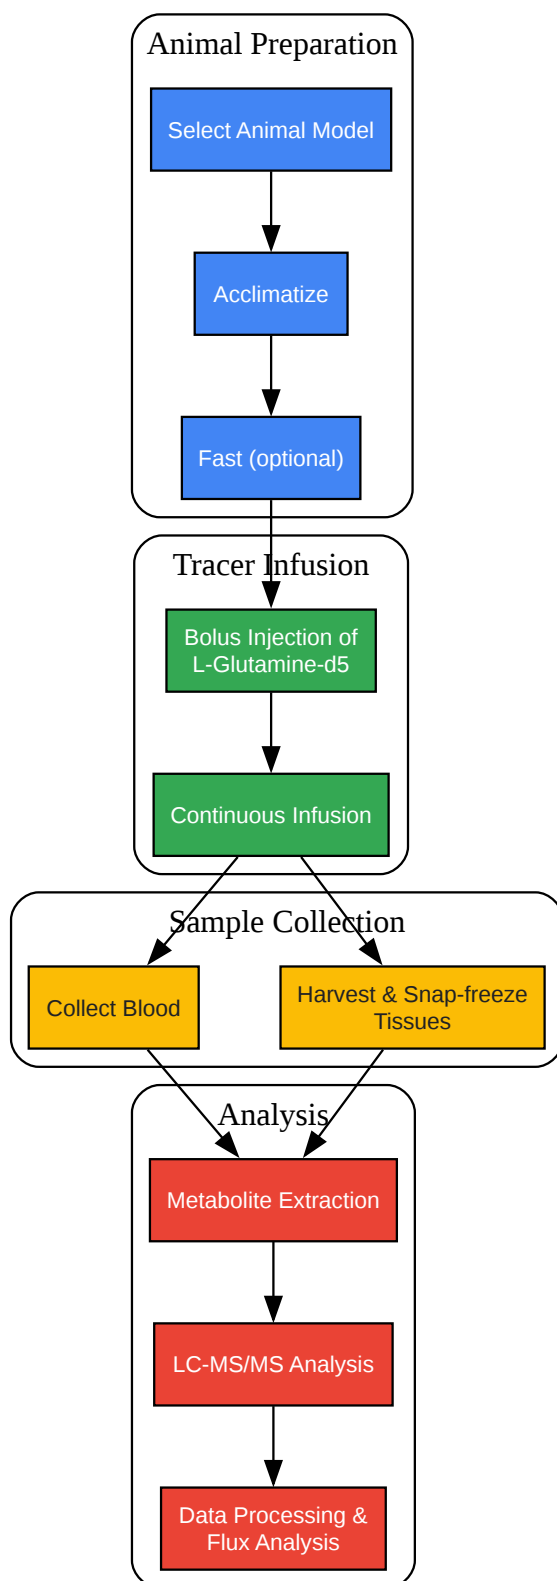 Animal Preparation
Select Animal Model
Acclimatize
Fast (optional)
Tracer Infusion
Bolus Injection of
L-Glutamine-d5
Continuous Infusion
Sample Collection
Collect Blood
Harvest & Snap-freeze
Tissues
Analysis
Metabolite Extraction
LC-MS/MS Analysis
Data Processing &
Flux Analysis